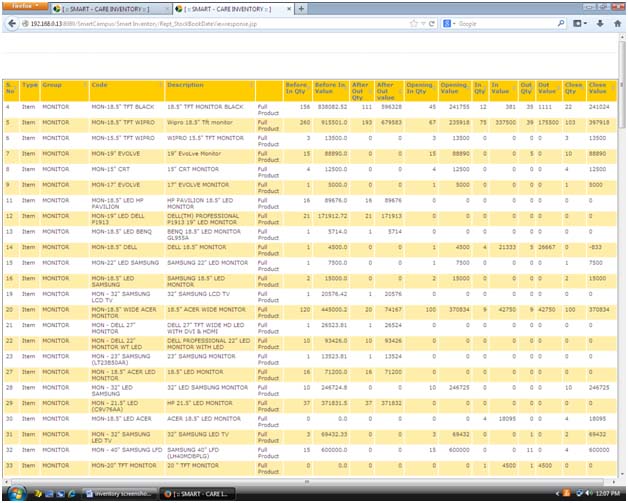 Firefox
[ :: SMART - CARE INVENTORY :: ] × [ :: SMART - CARE INVENTORY :: ] × +
192.168.0.13:8089/SmartCampus/Smart Inventory/Rept_StockBookDateViewresponse.jsp Google
S. No Type Group Code Description Before In Qty Before In Value After Out Qty After Out value Opening In Qty Opening Value In Qty In Value Out Qty Out Value Close Qty Close Value
4 Item MONITOR MON-18.5" TFT BLACK 18.5" TFT MONITOR BLACK Full Product 156 838082.52 111 596328 45 241755 12 381 35 1111 22 241024
5 Item MONITOR MON-18.5" TFT WIPRO Wipro 18.5" Tft monitor Full Product 260 915501.0 193 679583 67 235918 75 337500 39 175500 103 397918
6 Item MONITOR MON-15.5" TFT WIPRO WIPRO 15.5" TFT MONITOR Full Product 3 13500.0 0 0 3 13500 0 0 0 0 3 13500
7 Item MONITOR MON-19" EVOLVE 19" EvoLve Monitor Full Product 15 88890.0 0 15 88890 0 0 5 0 10 88890
8 Item MONITOR MON-15" CRT 15" CRT MONITOR Full Product 4 12500.0 0 0 4 12500 0 0 0 0 4 12500
9 Item MONITOR MON-17" EVOLVE 17" EVOLVE MONITOR Full Product 1 5000.0 0 0 1 5000 0 0 0 0 1 5000
11 Item MONITOR MON-18.5" LED HP PAVILION HP PAVILION 18.5" LED MONITOR Full Product 16 89676.0 16 89676 0 0 0 0 0 0 0 0
12 Item MONITOR MON-19" LED DELL P1913 DELL(TM) PROFESSIONAL P1913 19" LED MONITOR Full Product 21 171912.72 21 171913 0 0 0 0 0 0 0 0
13 Item MONITOR MON-18.5" LED BENQ BENQ 18.5" LED MONITOR GL955A Full Product 1 5714.0 1 5714 0 0 0 0 0 0 0 0
14 Item MONITOR MON-18.5" DELL DELL 18.5" MONITOR Full Product 1 4500.0 0 0 1 4500 4 21333 5 26667 0 -833
15 Item MONITOR MON-22" LED SAMSUNG SAMSUNG 22" LED MONITOR Full Product 1 7500.0 0 0 1 7500 0 0 0 0 1 7500
16 Item MONITOR MON-18.5" LED SAMSUNG SAMSUNG 18.5" LED MONITOR Full Product 2 15000.0 0 0 2 15000 0 0 0 0 2 15000
19 Item MONITOR MON - 32" SAMSUNG LCD TV 32" SAMSUNG LCD TV Full Product 1 20576.42 1 20576 0 0 0 0 0 0 0 0
20 Item MONITOR MON-18.5" WIDE ACER MONITOR 18.5" ACER WIDE MONITOR Full Product 120 445000.2 20 74167 100 370834 9 42750 9 42750 100 370834
21 Item MONITOR MON - DELL 27" MONITOR DELL 27" TFT WIDE HD LED WITH DVI & HDMI Full Product 1 26523.81 1 26524 0 0 0 0 0 0 0 0
22 Item MONITOR MON - DELL 22" MONITOR WT LED DELL PROFESSIONAL 22" LED MONITOR WITH LED Full Product 10 93426.0 10 93426 0 0 0 0 0 0 0 0
23 Item MONITOR MON - 23" SAMSUNG (LT23B50AR) 23" SAMSUNG LED MONITOR Full Product 1 13523.81 1 13524 0 0 0 0 0 0 0 0
27 Item MONITOR MON - 18.5" ACER LED MONITOR 18.5" LED MONITOR Full Product 16 71200.0 16 71200 0 0 0 0 0 0 0 0
28 Item MONITOR MON - 32" LED SAMSUNG 32" LED SAMSUNG MONITOR Full Product 10 246724.8 0 0 10 246725 0 0 0 0 10 246725
29 Item MONITOR MON - 21.5" LED (C9V76AA) HP 21.5" LED MONITOR Full Product 37 371831.5 37 371832 0 0 0 0 0 0 0 0
30 Item MONITOR MON-18.5" LED ACER ACER 18.5" LED MONITOR Full Product 0 0.0 0 0 0 0 4 18095 0 0 4 18095
31 Item MONITOR MON - 32" SAMSUNG LED TV 32" SAMSUNG LED TV Full Product 3 69432.33 0 0 3 69432 0 0 1 0 2 69432
32 Item MONITOR MON - 40" SAMSUNG LFD SAMSUNG 40" LFD (LH40MDBPLG) Full Product 15 600000.0 0 0 15 600000 0 0 11 0 4 600000
33 Item MONITOR MON-20" TFT MONITOR 20 " TFT MONITOR Full 0 0.0 0 0 0 0 1 4500 1 4500 0 0
inventory screensho... [ :: SMART - CARE I... 12:07 PM